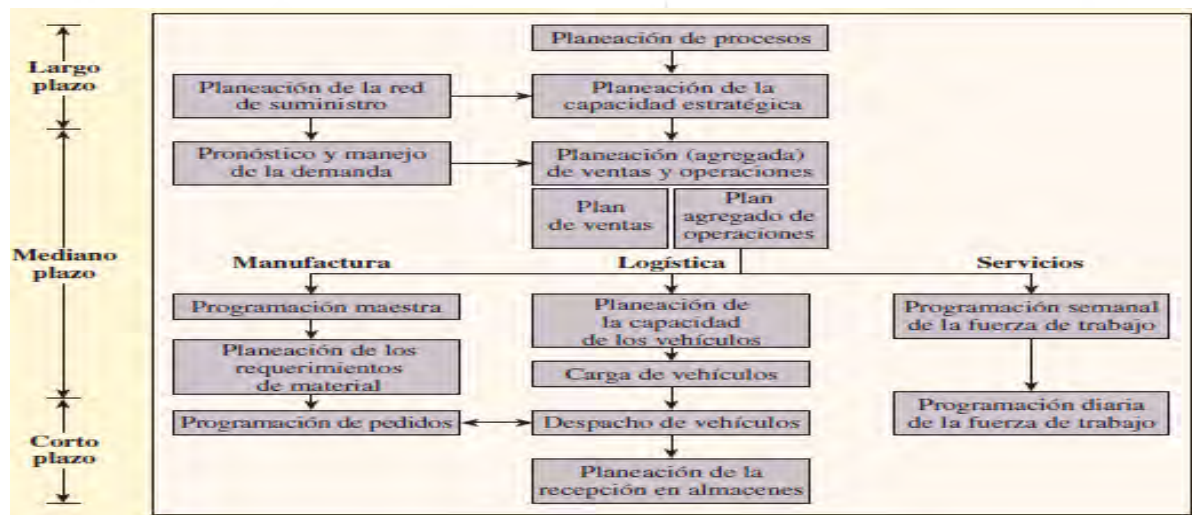 Largo
plazo
Planeación de procesos
Planeación de la red
de suministro
Planeación de la
capacidad estratégica
Mediano
plazo
Pronóstico y manejo
de la demanda
Planeación (agregada)
de ventas y operaciones
Plan
de ventas
Plan
agregado de
operaciones
Manufactura
Logística
Servicios
Programación maestra
Planeación de
la capacidad
de los vehículos
Programación semanal
de la fuerza de trabajo
Planeación de los
requerimientos
de material
Carga de vehículos
Corto
plazo
Programación de pedidos
Despacho de vehículos
Programación diaria
de la fuerza de trabajo
Planeación de la
recepción en almacenes